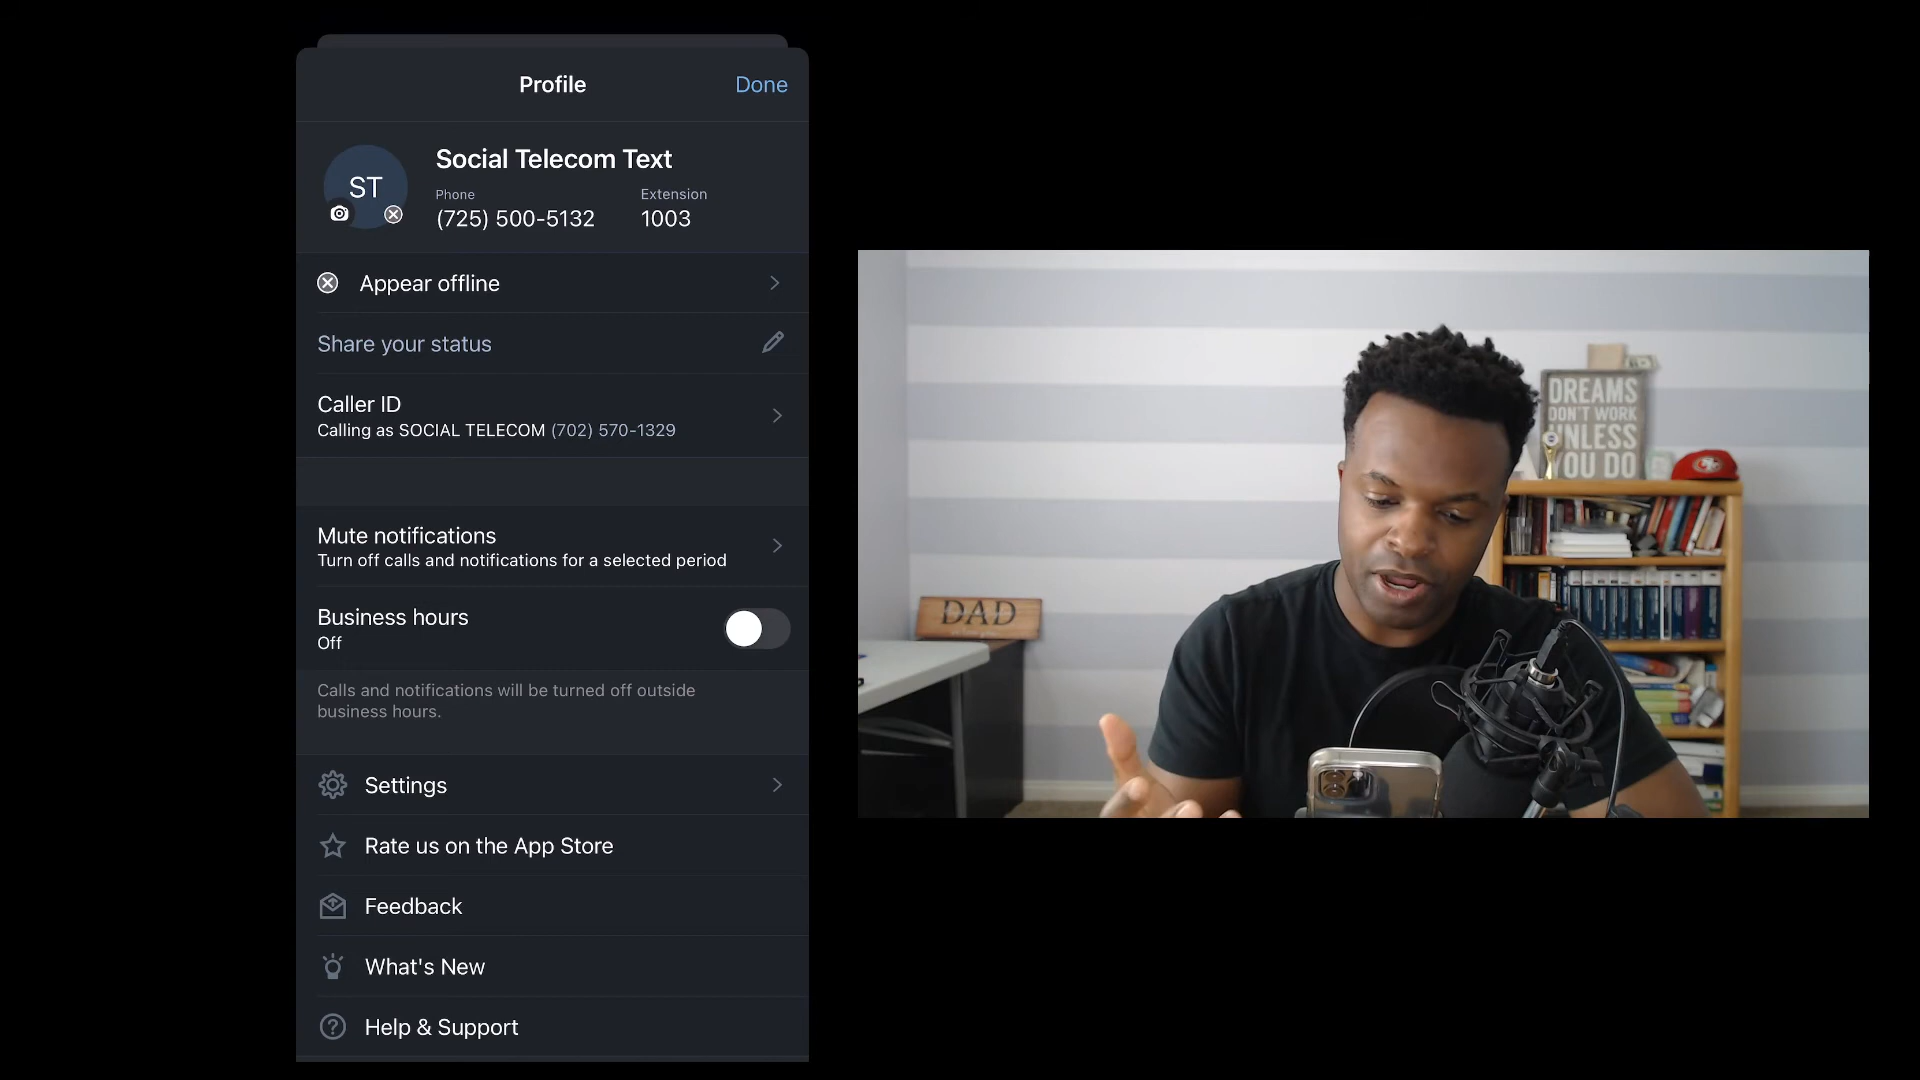 Profile
Done
ST
Social Telecom Text
Phone
Extension
(725) 500-5132
1003
Appear offline
Share your status
Caller ID
Calling as SOCIAL TELECOM (702) 570-1329
Mute notifications
Turn off calls and notifications for a selected period
Business hours
Off
Calls and notifications will be turned off outside
business hours.
Settings
Rate us on the App Store
Feedback
What's New
Help & Support
DREAMS
DON'T WORK
UNLESS
YOU DO
DAD